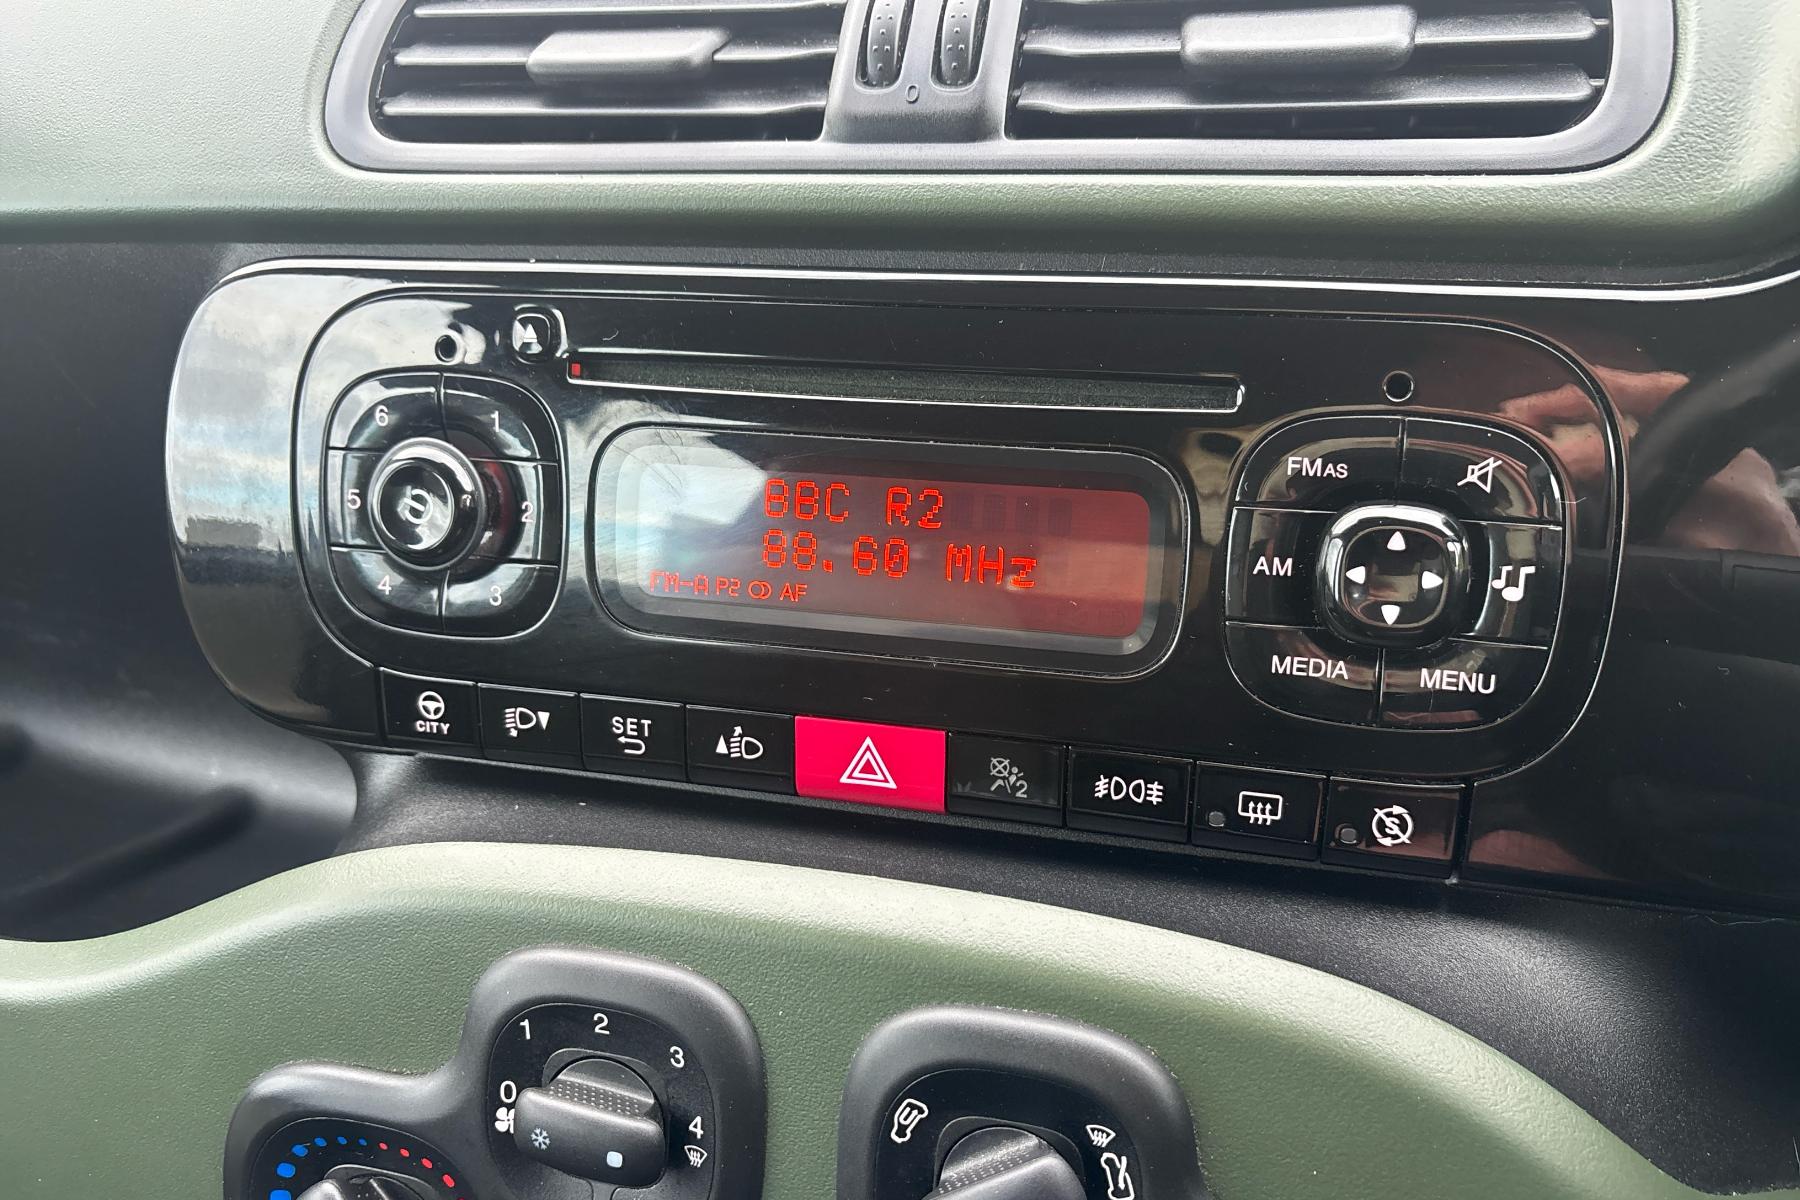 0
6 1
5 2
4 3
BBC R2
88.60 MHz
FM-A P2 AF
FMAS
AM
MEDIA MENU
CITY
SET
2
1 2 3
0 4